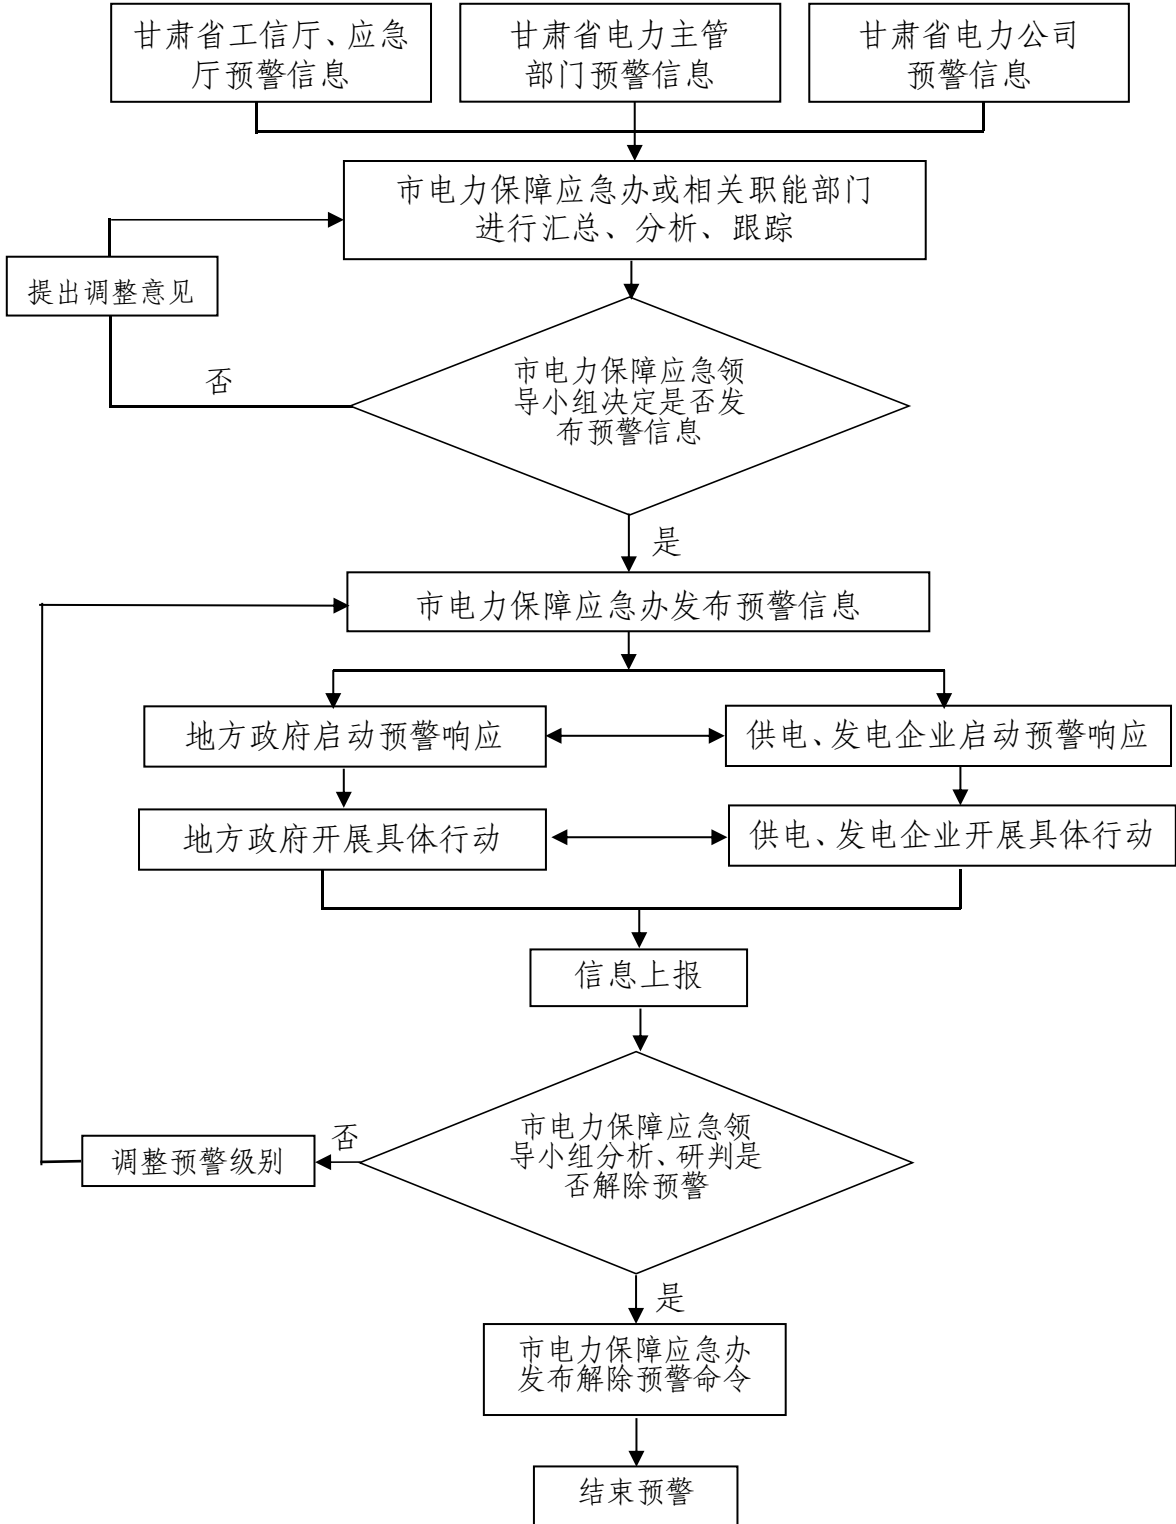 甘肃省工信厅、应急
厅预警信息
甘肃省电力主管
部门预警信息
甘肃省电力公司
预警信息
市电力保障应急办或相关职能部门
进行汇总、分析、跟踪
提出调整意见
否
市电力保障应急领
导小组决定是否发
布预警信息
是
市电力保障应急办发布预警信息
地方政府启动预警响应
供电、发电企业启动预警响应
地方政府开展具体行动
供电、发电企业开展具体行动
信息上报
市电力保障应急领
导小组分析、研判是
否解除预警
否
调整预警级别
是
市电力保障应急办
发布解除预警命令
结束预警